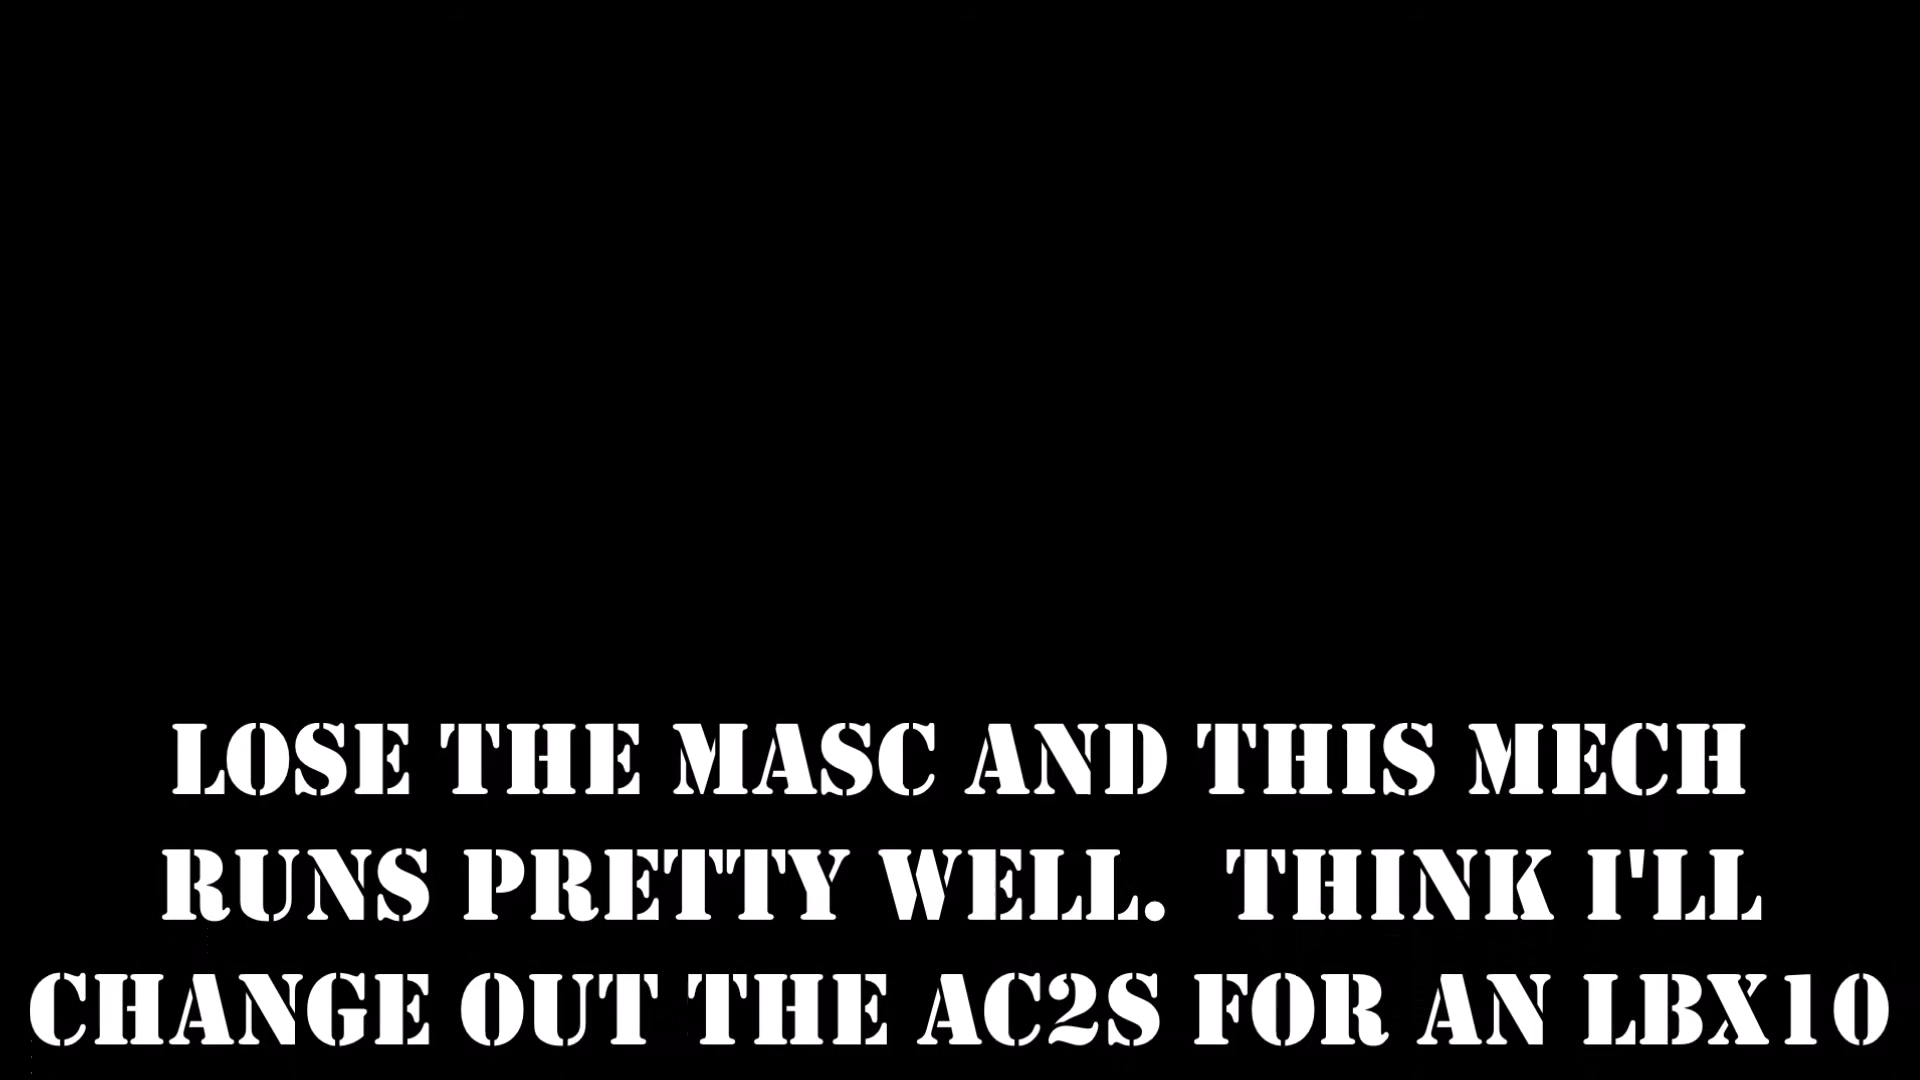 LOSE THE MASC AND THIS MECH
RUNS PRETTY WELL.  THINK I'LL
CHANGE OUT THE AC2S FOR AN LBX10